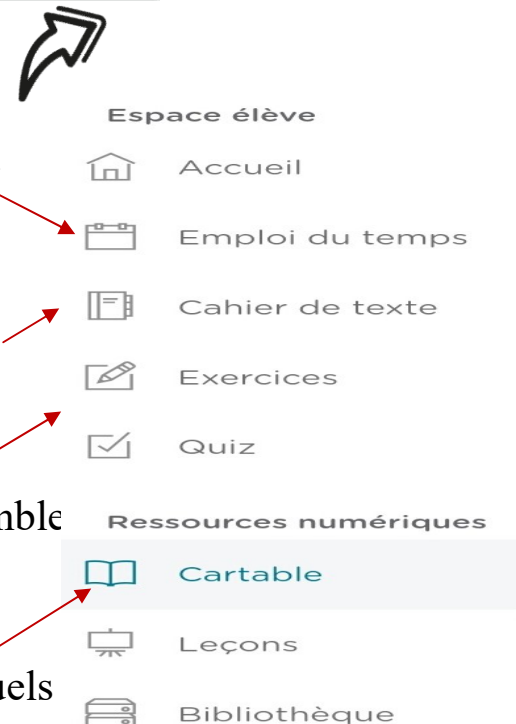 Espace élève
Accueil
Emploi du temps
Cahier de texte
Exercices
Quiz
Ressources numériques
Cartable
Leçons
Bibliothèque